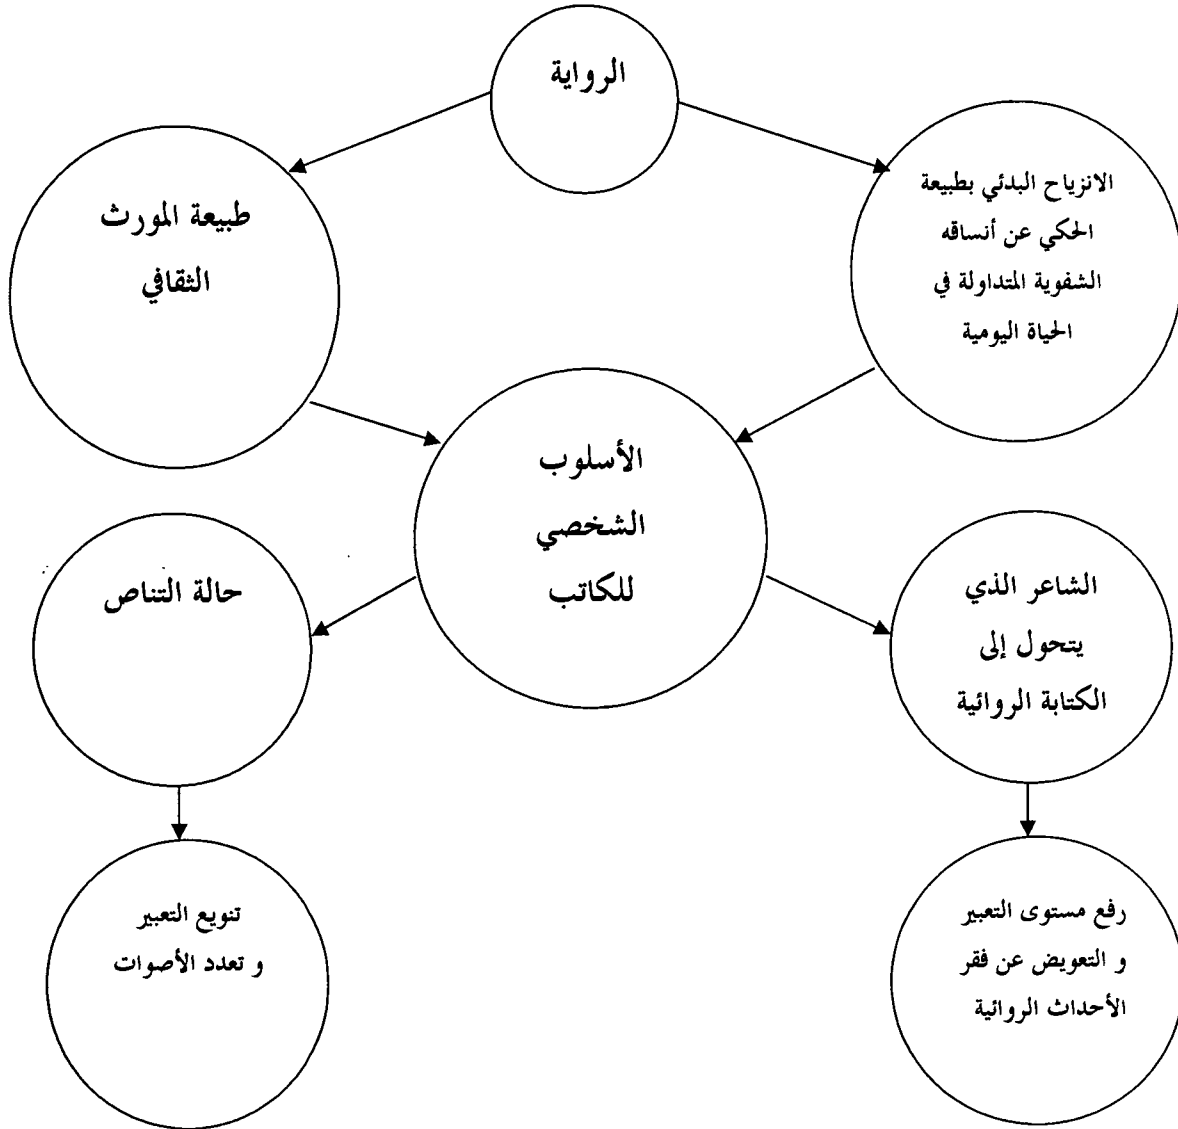 الرواية
الانزياح البدئي بطبيعة
الحكي عن أنساقه
الشفوية المتداولة في
الحياة اليومية
طبيعة المورث
الثقافي
الأسلوب
الشخصي
للكاتب
الشاعر الذي
يتحول إلى
الكتابة الروائية
حالة التناص
رفع مستوى التعبير
و التعويض عن فقر
الأحداث الروائية
تنويع التعبير
و تعدد الأصوات